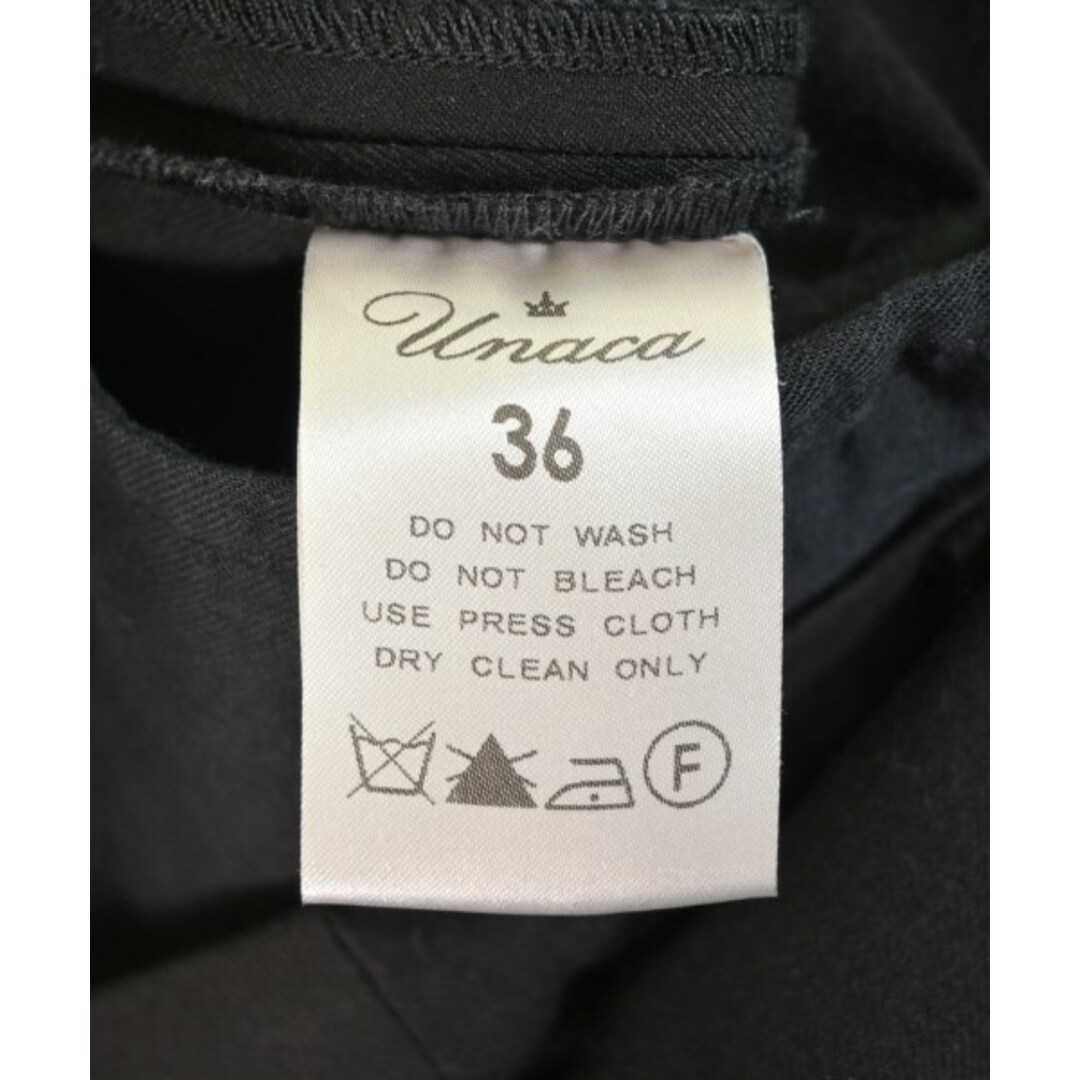 Unaca
36
DO NOT WASH
DO NOT BLEACH
USE PRESS CLOTH
DRY CLEAN ONLY
F